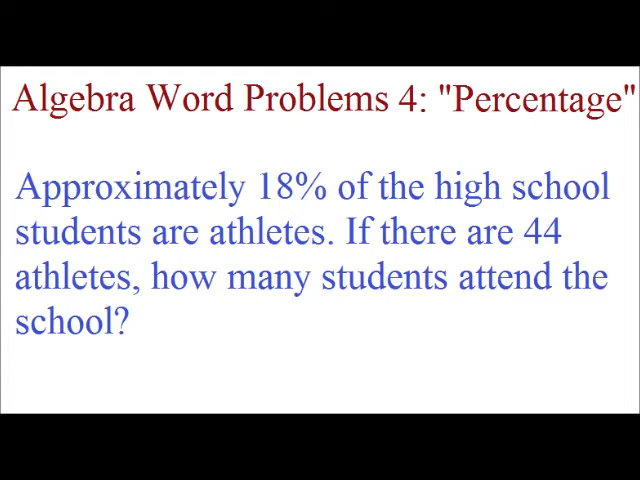 Algebra Word Problems 4: "Percentage"
Approximately 18% of the high school
students are athletes. If there are 44
athletes, how many students attend the
school?